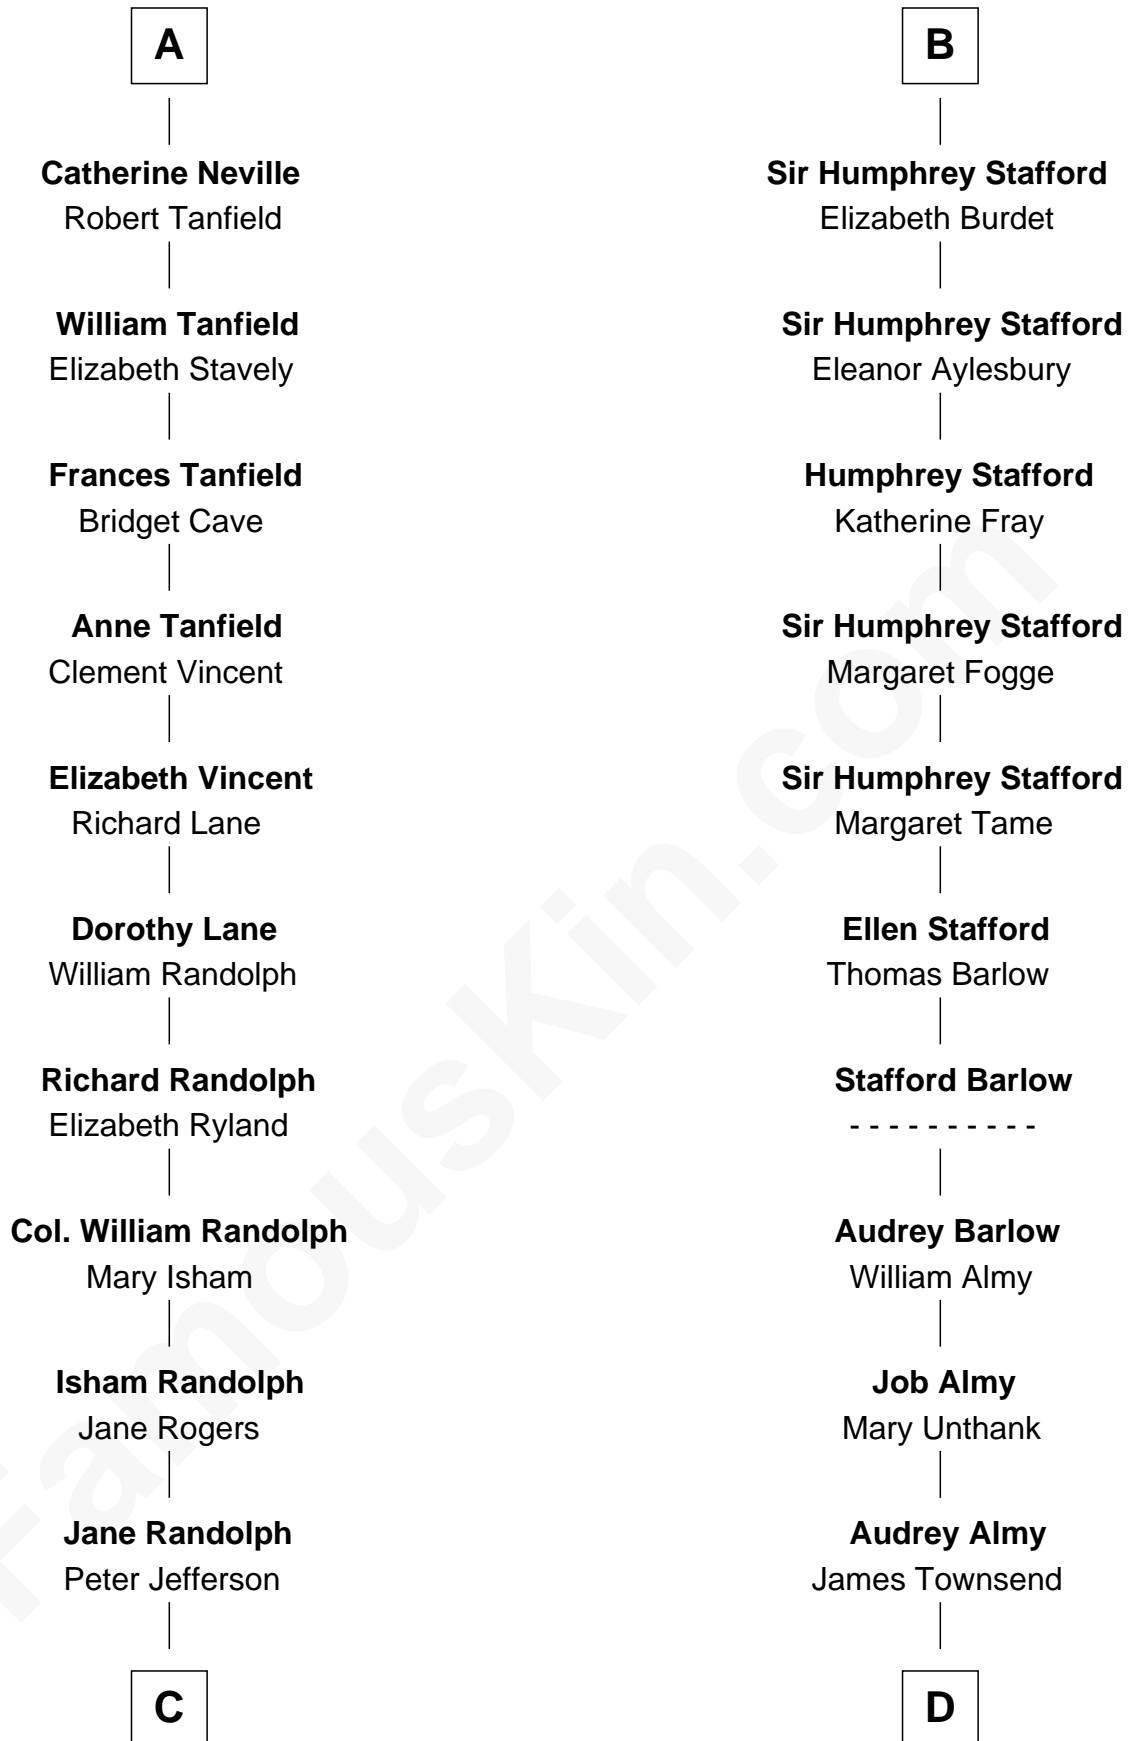 A
Catherine Neville
Robert Tanfield
William Tanfield
Elizabeth Stavely
Frances Tanfield
Bridget Cave
Anne Tanfield
Clement Vincent
Elizabeth Vincent
Richard Lane
Dorothy Lane
William Randolph
Richard Randolph
Elizabeth Ryland
Col. William Randolph
Mary Isham
Isham Randolph
Jane Rogers
Jane Randolph
Peter Jefferson
C
B
Sir Humphrey Stafford
Elizabeth Burdet
Sir Humphrey Stafford
Eleanor Aylesbury
Humphrey Stafford
Katherine Fray
Sir Humphrey Stafford
Margaret Fogge
Sir Humphrey Stafford
Margaret Tame
Ellen Stafford
Thomas Barlow
Stafford Barlow
- - - - - - - - - -
Audrey Barlow
William Almy
Job Almy
Mary Unthank
Audrey Almy
James Townsend
D
FamousKin.com